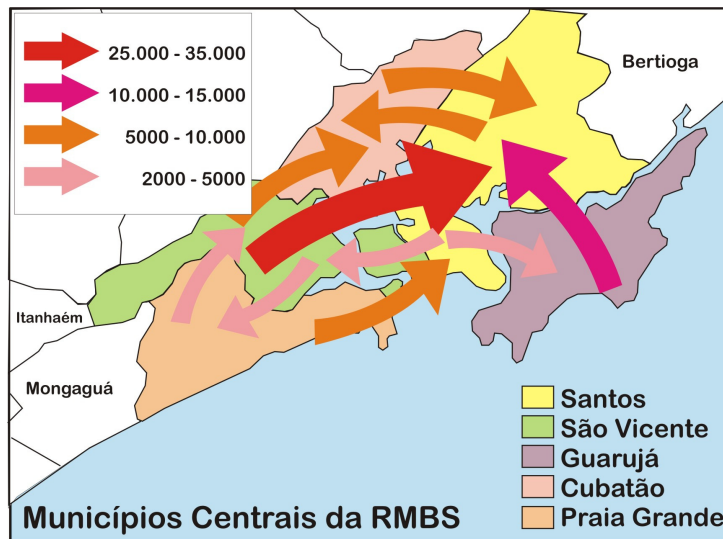 25.000 - 35.000
10.000 - 15.000
5000 - 10.000
2000 - 5000
Bertioga
Itanhaém
Mongaguá
Santos
São Vicente
Guarujá
Cubatão
Praia Grande
Municípios Centrais da RMBS